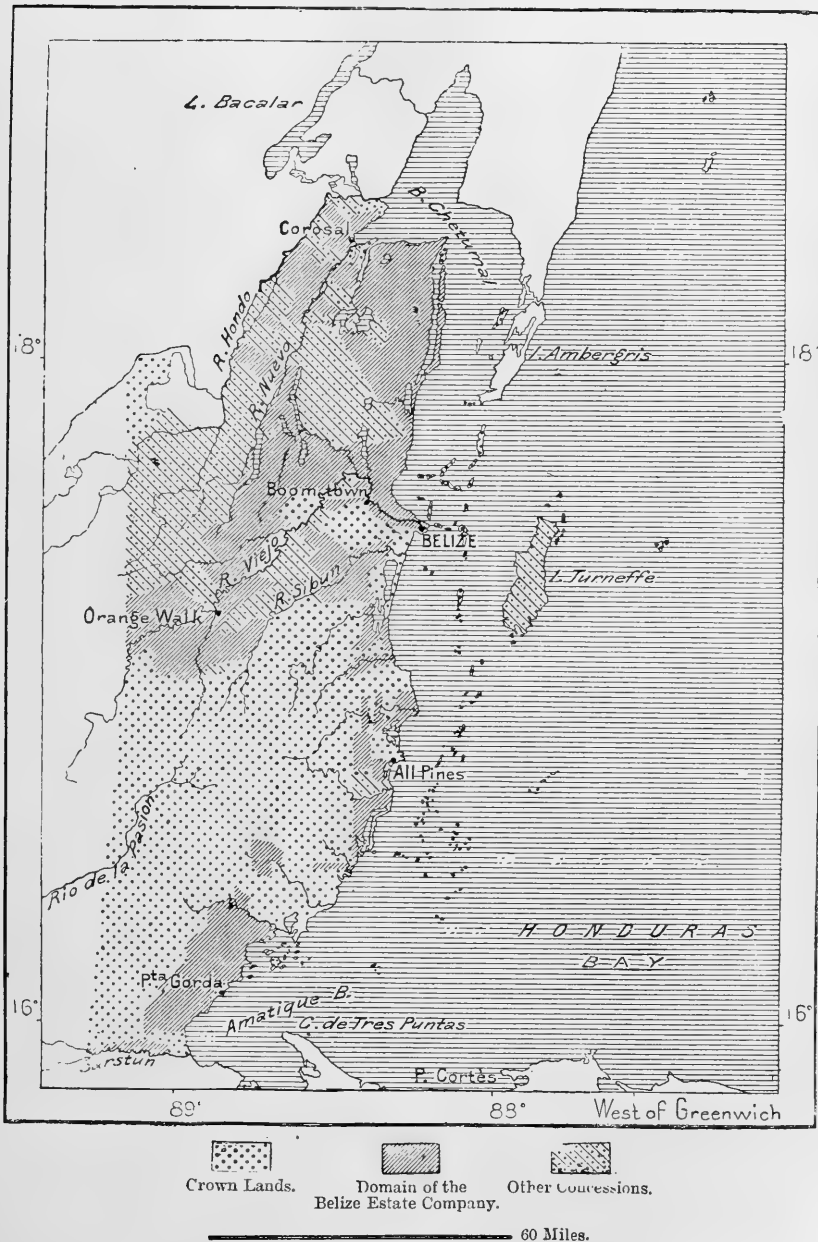 L. Bacalar
B. Chetumal
Corosal
R. Hondo
R. Nueva
18°
18°
I. Ambergris
Boomtown
BELIZE
R. Viejo
R. Sibun
I. Turneffe
Orange Walk
All Pines
Rio de la Pasion
HONDURAS
BAY
Pta Gorda
16°
Amatique B.
16°
C. de Tres Puntas
Sarstun
P. Cortès
89°
88°
West of Greenwich
Crown Lands.
Domain of the
Belize Estate Company.
Other Concessions.
60 Miles.